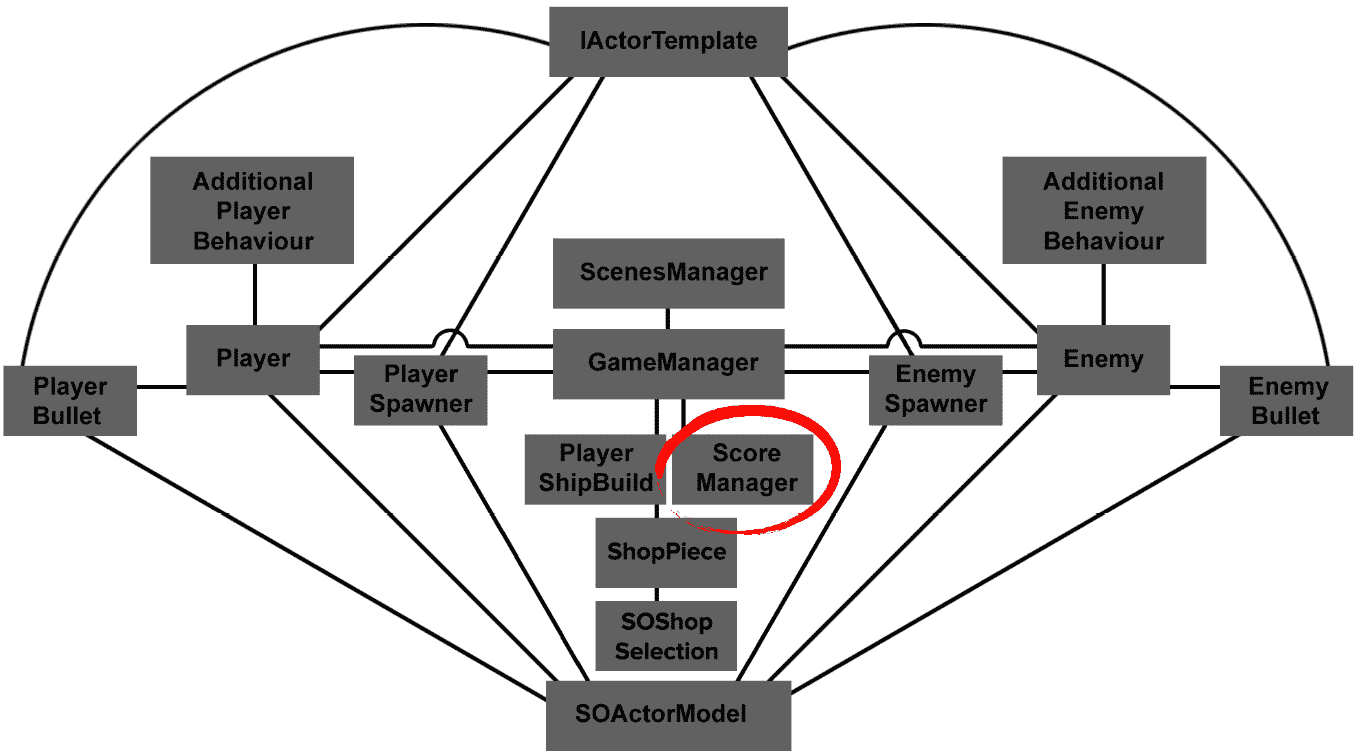 IActorTemplate
Additional
Player
Behaviour
Additional
Enemy
Behaviour
ScenesManager
Player
GameManager
Enemy
Player
Bullet
Player
Spawner
Enemy
Spawner
Enemy
Bullet
Player
ShipBuild
Score
Manager
ShopPiece
SOShop
Selection
SOActorModel